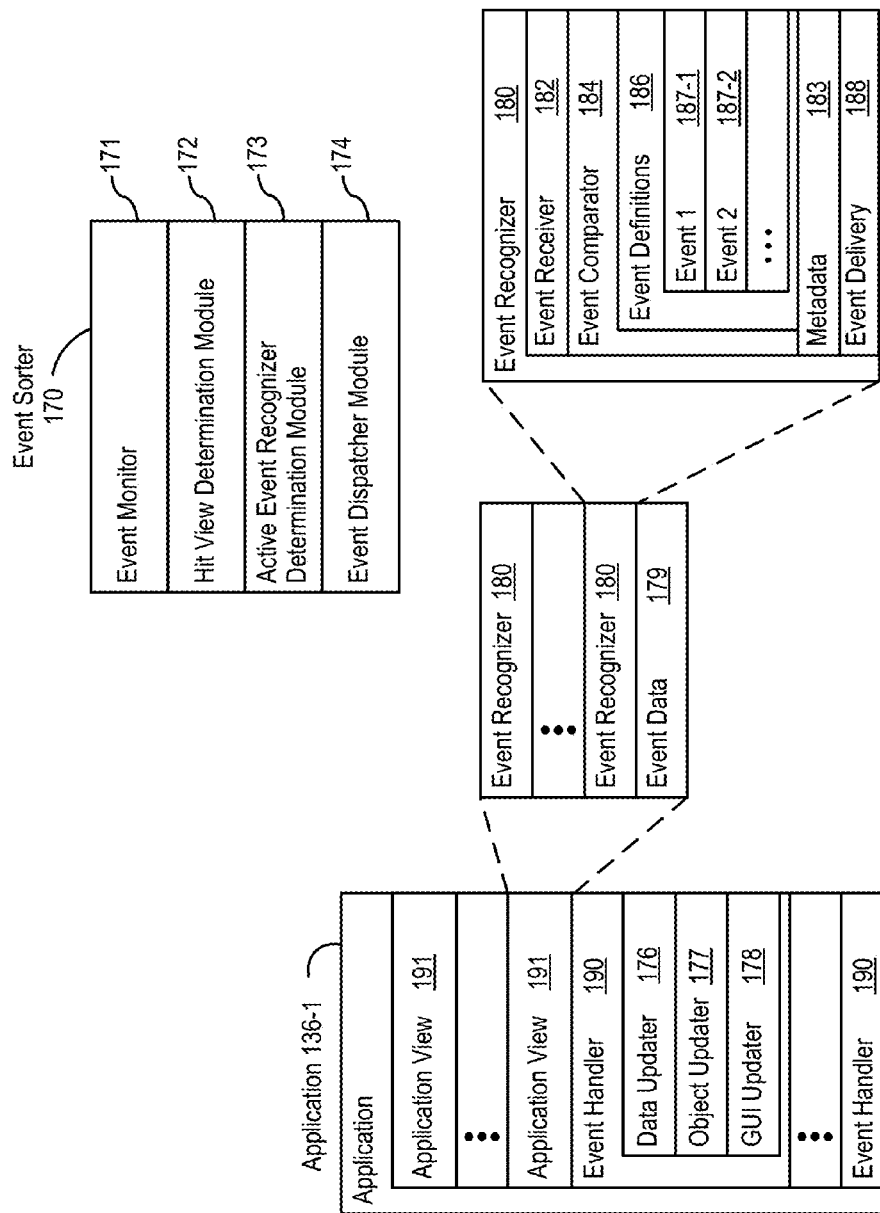 Event Sorter
170
Event Monitor
171
Hit View Determination Module
172
Active Event Recognizer
Determination Module
173
Event Dispatcher Module
174
Application 136-1
Application
Application View 191
•••
Application View 191
Event Handler 190
Data Updater 176
Object Updater 177
GUI Updater 178
•••
Event Handler 190
Event Recognizer 180
•••
Event Recognizer 180
Event Data 179
Event Recognizer 180
Event Receiver 182
Event Comparator 184
Event Definitions 186
Event 1 187-1
Event 2 187-2
•••
Metadata 183
Event Delivery 188